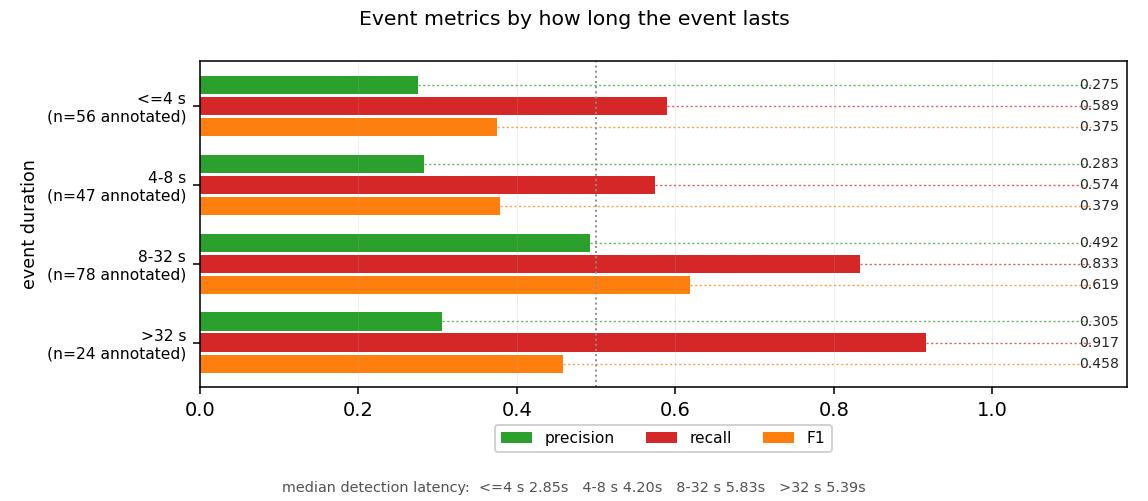 Event metrics by how long the event lasts
event duration
<=4 s
(n=56 annotated)
0.275
0.589
0.375
4-8 s
(n=47 annotated)
0.283
0.574
0.379
8-32 s
(n=78 annotated)
0.492
0.833
0.619
>32 s
(n=24 annotated)
0.305
0.917
0.458
0.0 0.2 0.4 0.6 0.8 1.0
precision recall F1
median detection latency: <=4 s 2.85s 4-8 s 4.20s 8-32 s 5.83s >32 s 5.39s